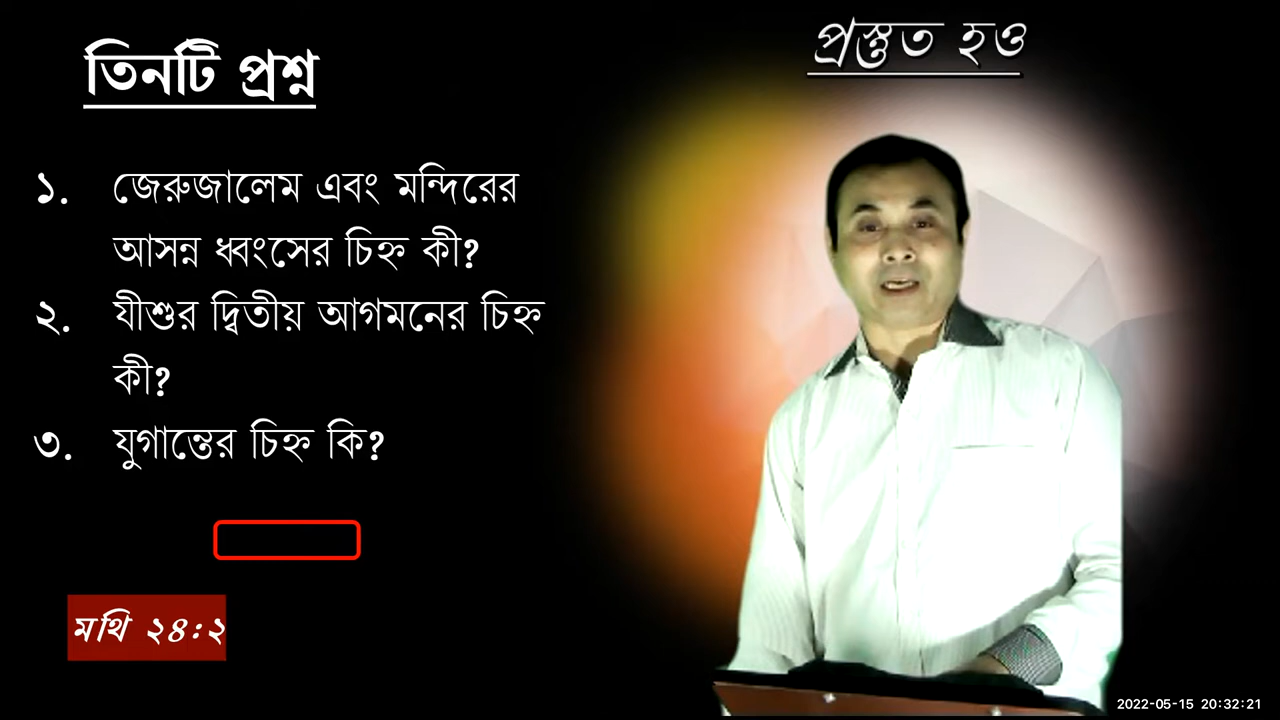 তিনটি প্রশ্ন
প্রস্তুত হও
১. জেরুজালেম এবং মন্দিরের
আসন্ন ধ্বংসের চিহ্ন কী?
২. যীশুর দ্বিতীয় আগমনের চিহ্ন
কী?
৩. যুগান্তের চিহ্ন কি?
মথি ২৪:২
2022-05-15 20:32:21